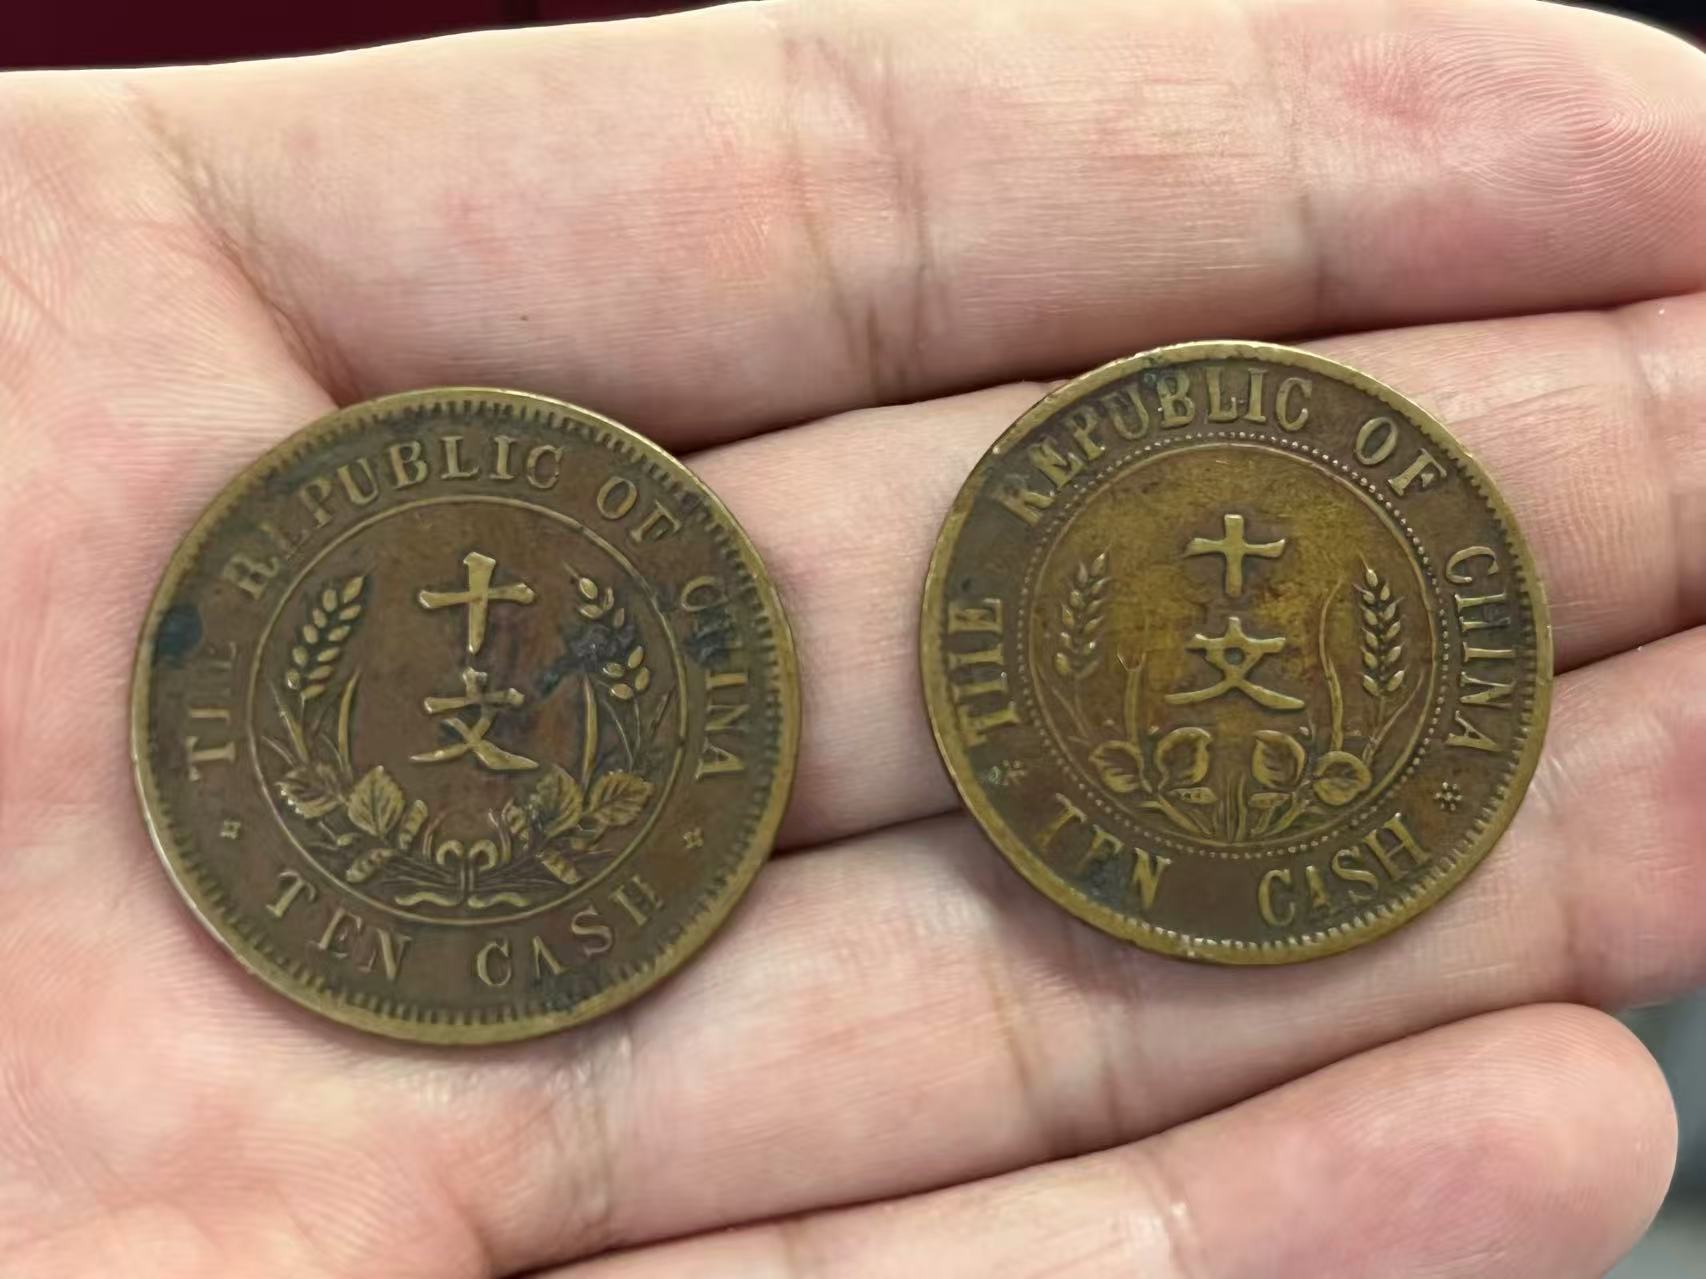 THE REPUBLIC OF CHINA
十
文
TEN CASH
THE REPUBLIC OF CHINA
十
文
TEN CASH